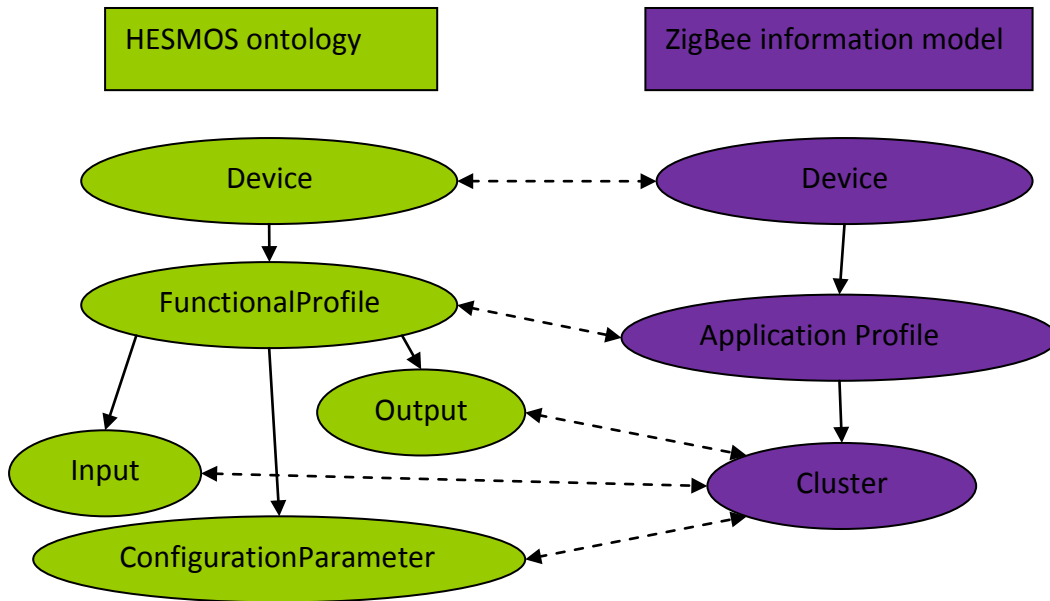 HESMOS ontology
ZigBee information model
Device
Device
FunctionalProfile
Application Profile
Output
Input
Cluster
ConfigurationParameter